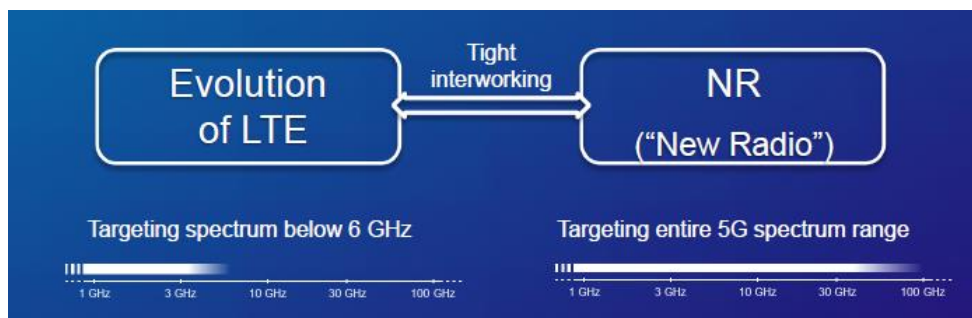 Evolution
of LTE
Tight
interworking
NR
(“New Radio”)
Targeting spectrum below 6 GHz
Targeting entire 5G spectrum range
1 GHz 3 GHz 10 GHz 30 GHz 100 GHz
1 GHz 3 GHz 10 GHz 30 GHz 100 GHz